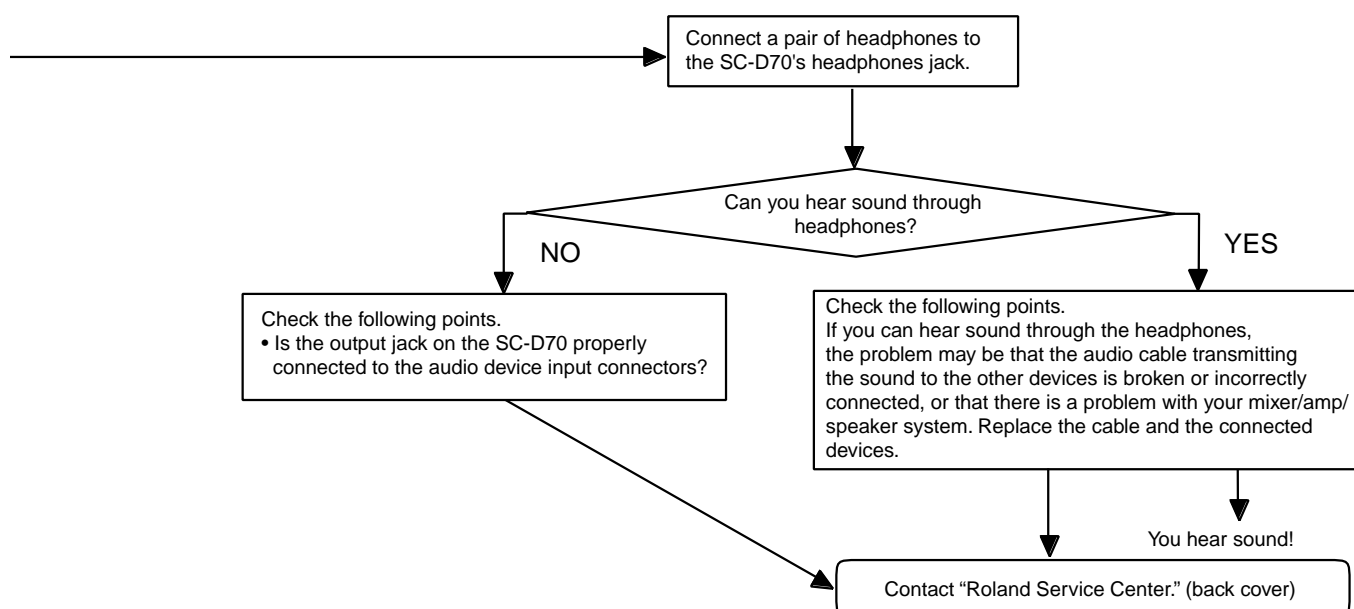 Connect a pair of headphones to
the SC-D70's headphones jack.
Can you hear sound through
headphones?
NO
YES
Check the following points.
• Is the output jack on the SC-D70 properly
connected to the audio device input connectors?
Check the following points.
If you can hear sound through the headphones,
the problem may be that the audio cable transmitting
the sound to the other devices is broken or incorrectly
connected, or that there is a problem with your mixer/amp/
speaker system. Replace the cable and the connected
devices.
You hear sound!
Contact “Roland Service Center.” (back cover)